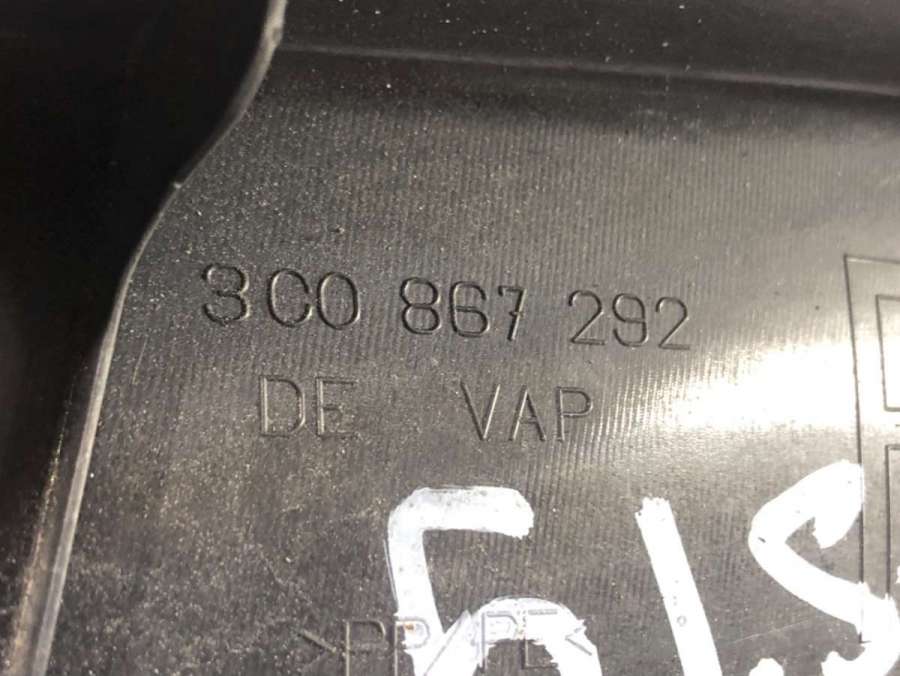 3C0 867 292
DE VAP
>PP/PE<